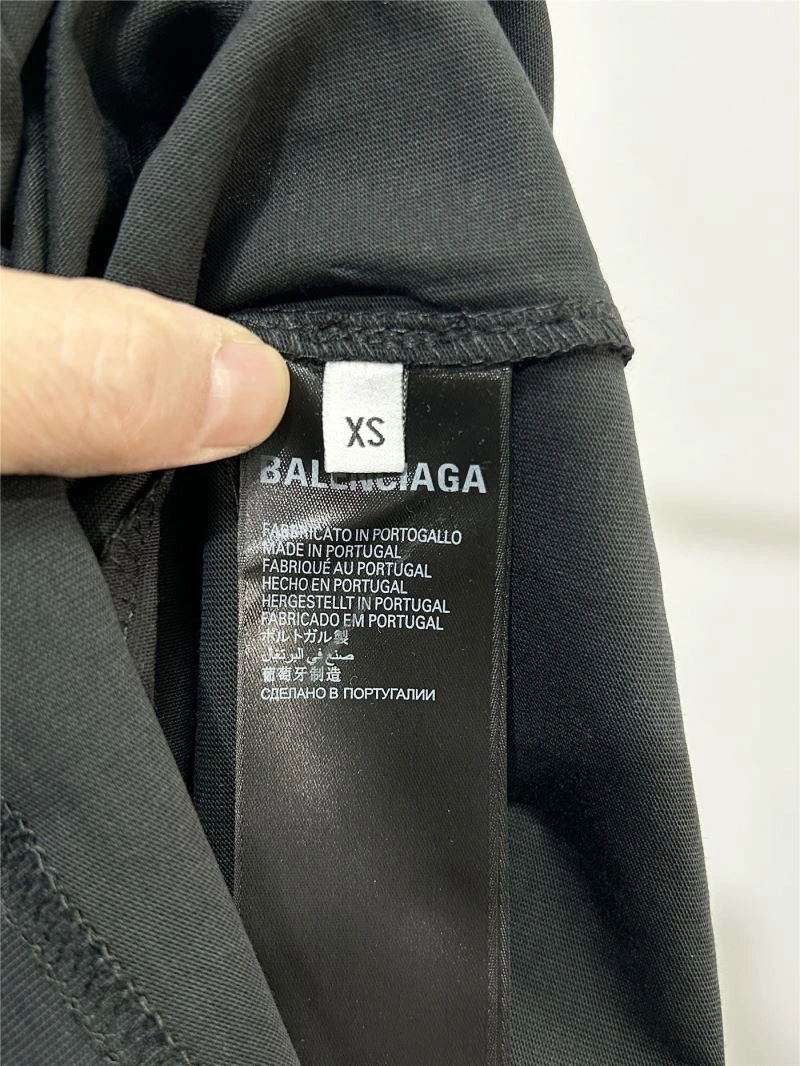 XS
BALENCIAGA
FABBRICATO IN PORTOGALLO
MADE IN PORTUGAL
FABRIQUÉ AU PORTUGAL
HECHO EN PORTUGAL
HERGESTELLT IN PORTUGAL
FABRICADO EM PORTUGAL
ポルトガル製
صنع في البرتغال
葡萄牙制造
СДЕЛАНО В ПОРТУГАЛИИ